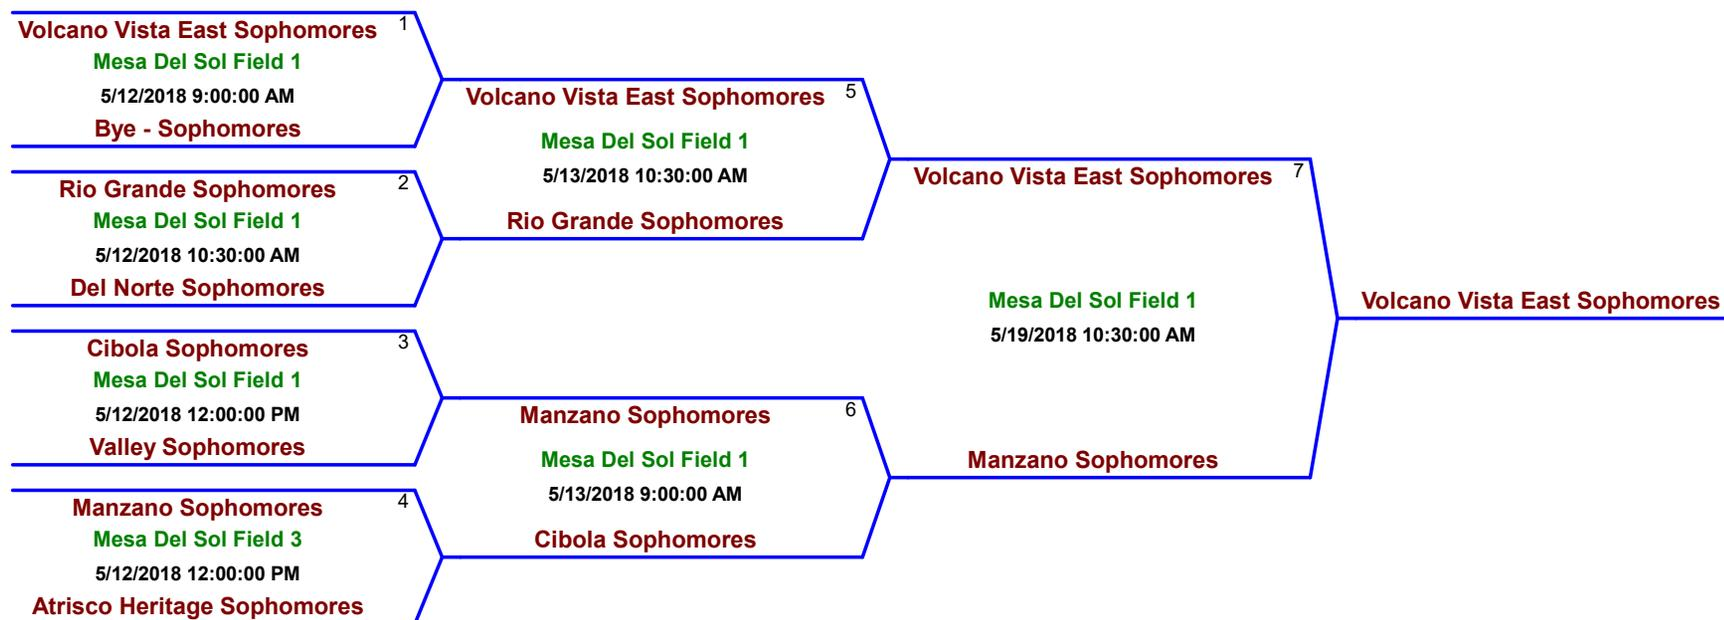 Volcano Vista East Sophomores 1
Mesa Del Sol Field 1
5/12/2018 9:00:00 AM
Bye - Sophomores
Rio Grande Sophomores 2
Mesa Del Sol Field 1
5/12/2018 10:30:00 AM
Del Norte Sophomores
Cibola Sophomores 3
Mesa Del Sol Field 1
5/12/2018 12:00:00 PM
Valley Sophomores
Manzano Sophomores 4
Mesa Del Sol Field 3
5/12/2018 12:00:00 PM
Atrisco Heritage Sophomores
Volcano Vista East Sophomores 5
Mesa Del Sol Field 1
5/13/2018 10:30:00 AM
Rio Grande Sophomores
Manzano Sophomores 6
Mesa Del Sol Field 1
5/13/2018 9:00:00 AM
Cibola Sophomores
Volcano Vista East Sophomores 7
Mesa Del Sol Field 1
5/19/2018 10:30:00 AM
Manzano Sophomores
Volcano Vista East Sophomores